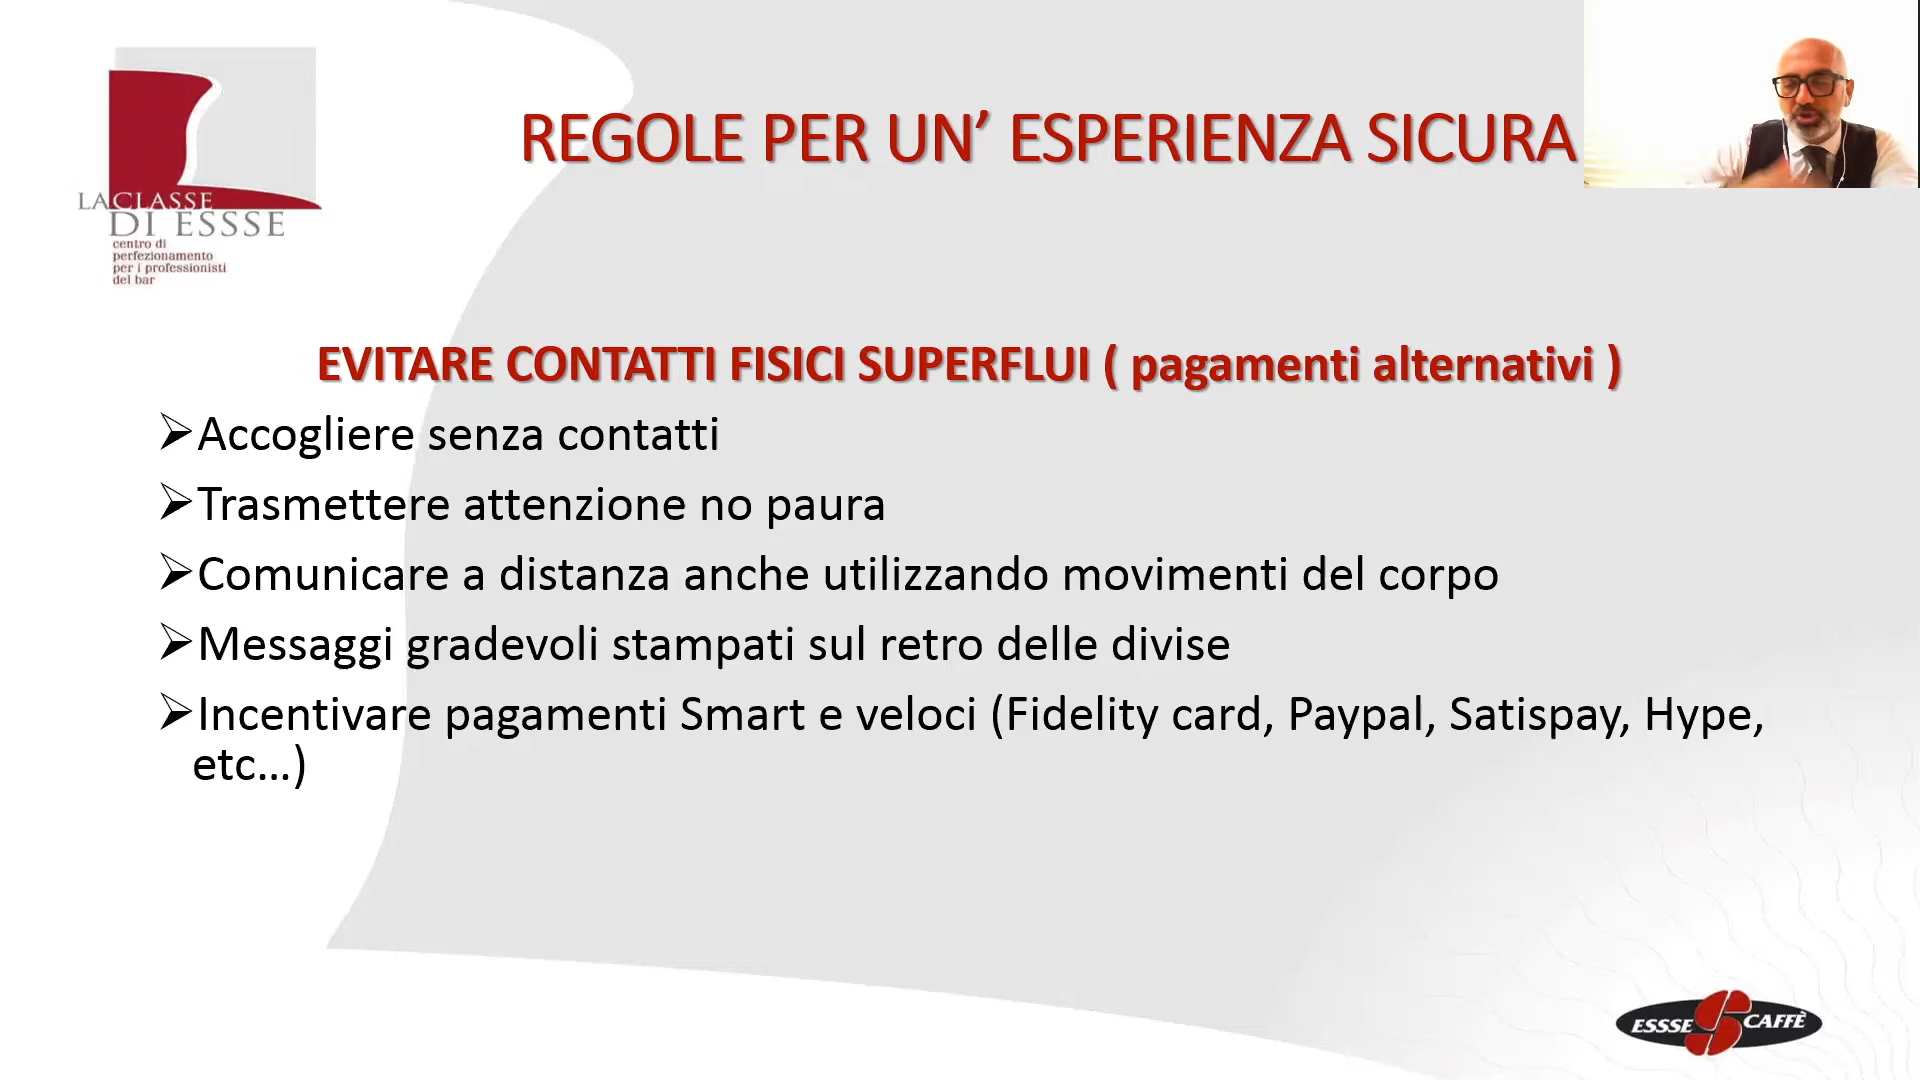 LACLASSE
DI ESSSE
centro di
perfezionamento
per i professionisti
del bar
REGOLE PER UN’ ESPERIENZA SICURA
EVITARE CONTATTI FISICI SUPERFLUI ( pagamenti alternativi )
➢Accogliere senza contatti
➢Trasmettere attenzione no paura
➢Comunicare a distanza anche utilizzando movimenti del corpo
➢Messaggi gradevoli stampati sul retro delle divise
➢Incentivare pagamenti Smart e veloci (Fidelity card, Paypal, Satispay, Hype,
etc…)
ESSSE CAFFÈ